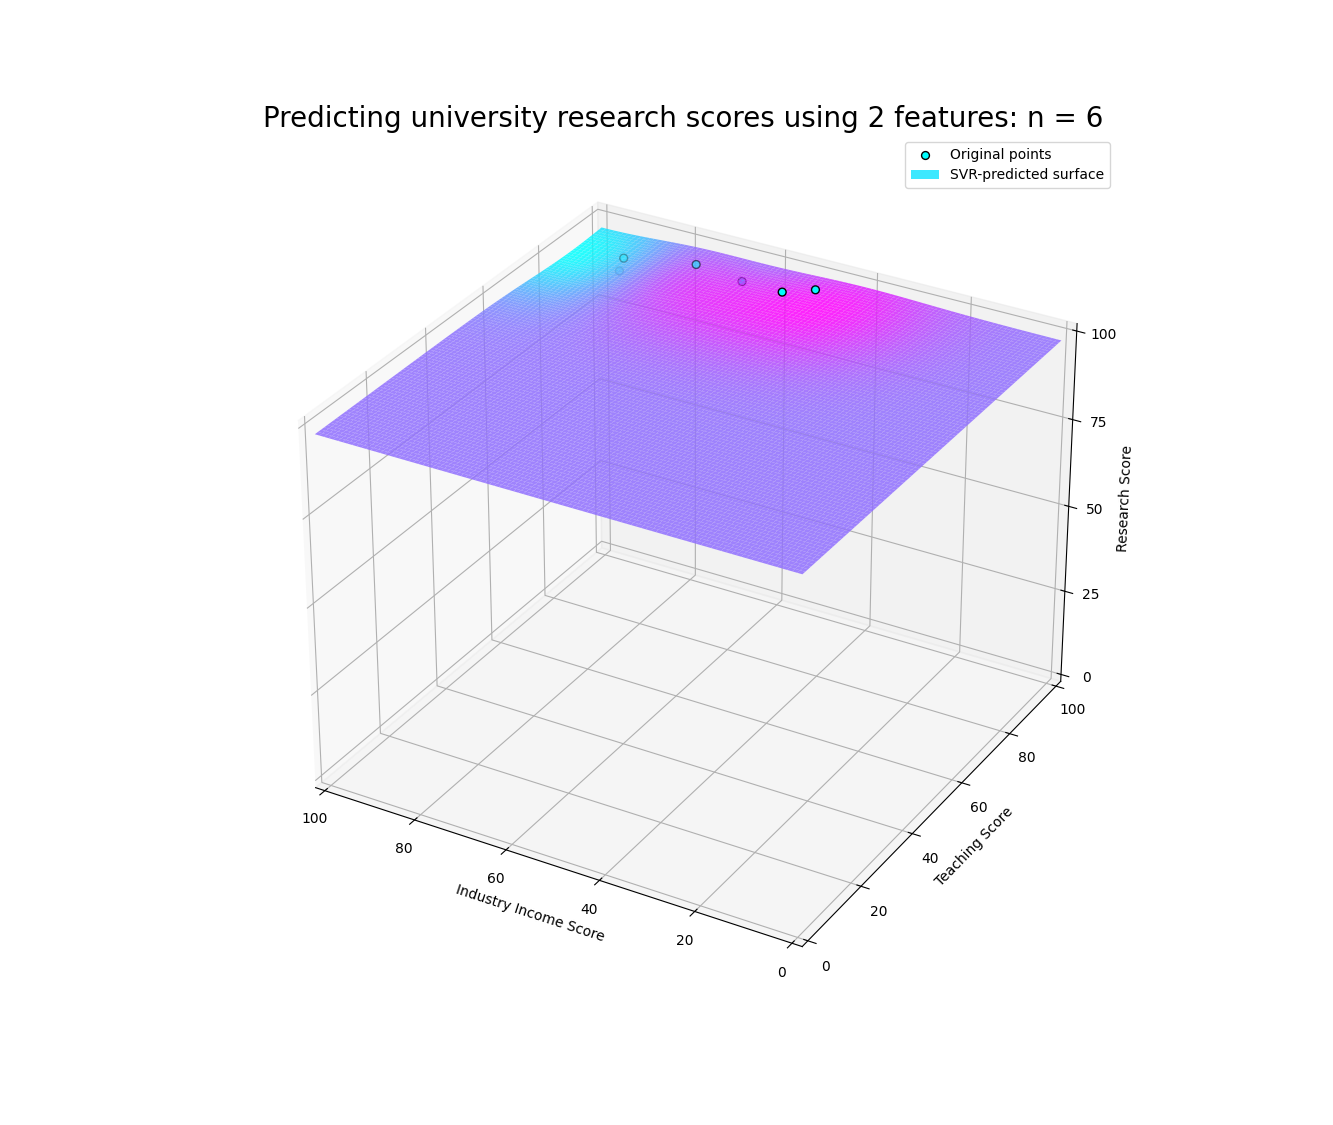 Predicting university research scores using 2 features: n = 6
Original points
SVR-predicted surface
100
75
50
25
0
Research Score
100
80
60
40
20
0
Teaching Score
100
80
60
40
20
0
Industry Income Score